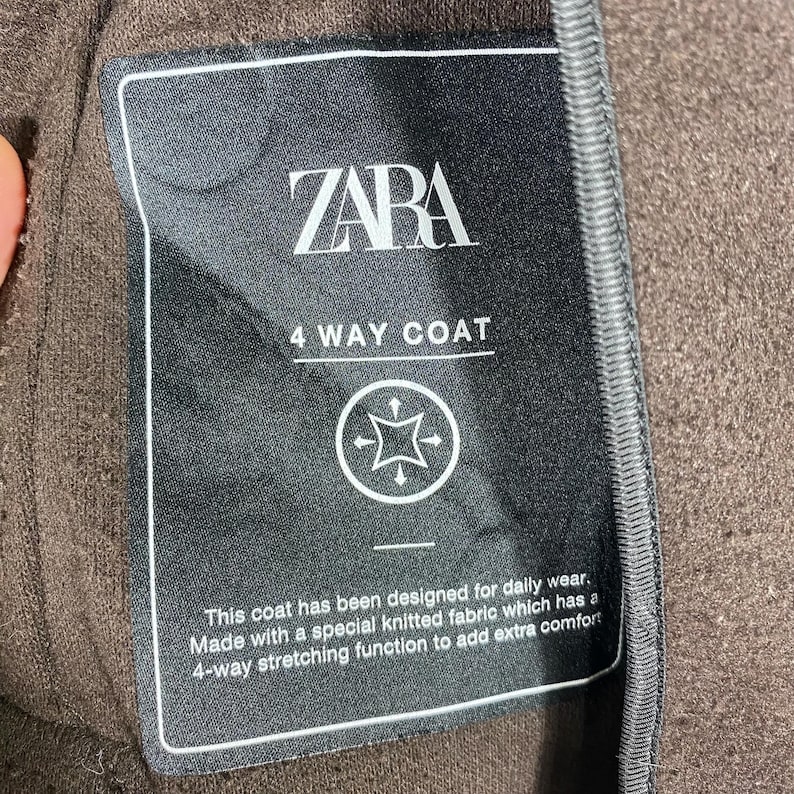 ZARA
4 WAY COAT
This coat has been designed for daily wear.
Made with a special knitted fabric which has a
4-way stretching function to add extra comfort